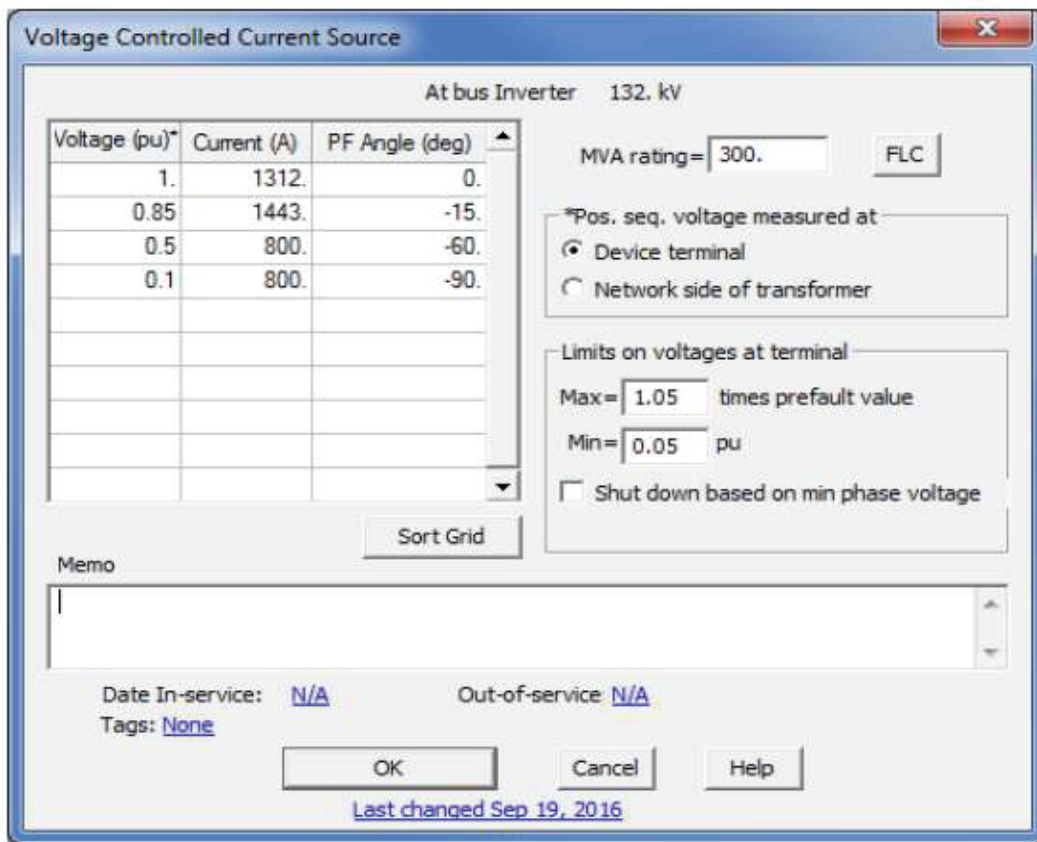 Voltage Controlled Current Source
At bus Inverter 132. kV
Voltage (pu)* Current (A) PF Angle (deg)
1. 1312. 0.
0.85 1443. -15.
0.5 800. -60.
0.1 800. -90.
MVA rating= 300. FLC
*Pos. seq. voltage measured at
Device terminal
Network side of transformer
Limits on voltages at terminal
Max= 1.05 times prefault value
Min= 0.05 pu
Shut down based on min phase voltage
Sort Grid
Memo
Date In-service: N/A Out-of-service N/A
Tags: None
OK Cancel Help
Last changed Sep 19, 2016